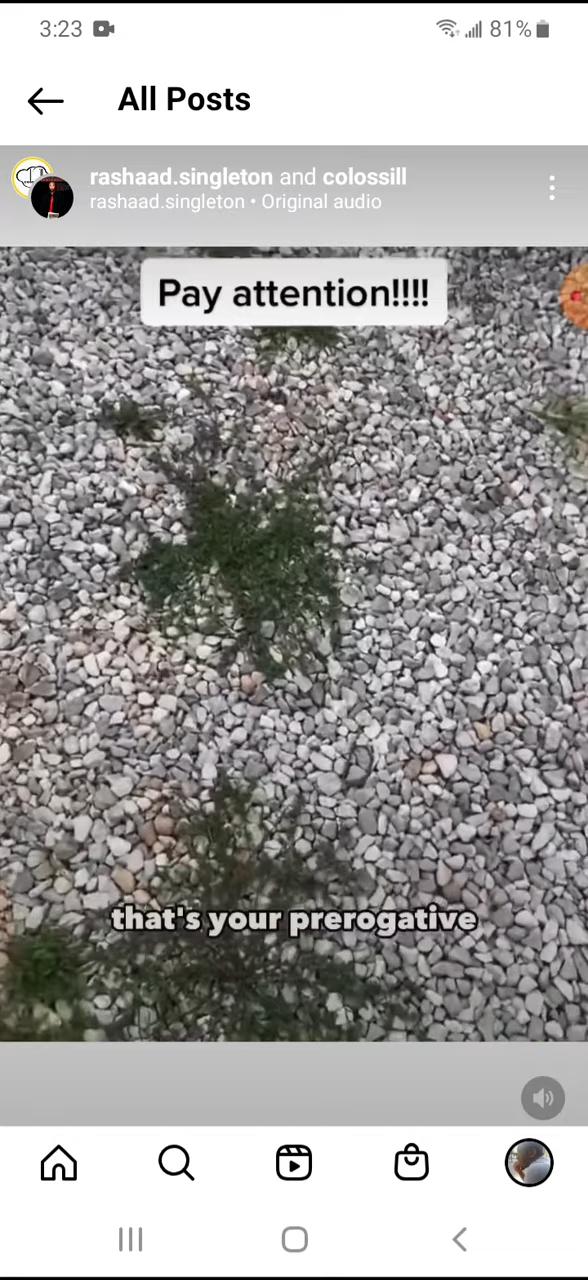 3:23 81%
All Posts
rashaad.singleton and colossill
rashaad.singleton • Original audio
Pay attention!!!!
that's your prerogative